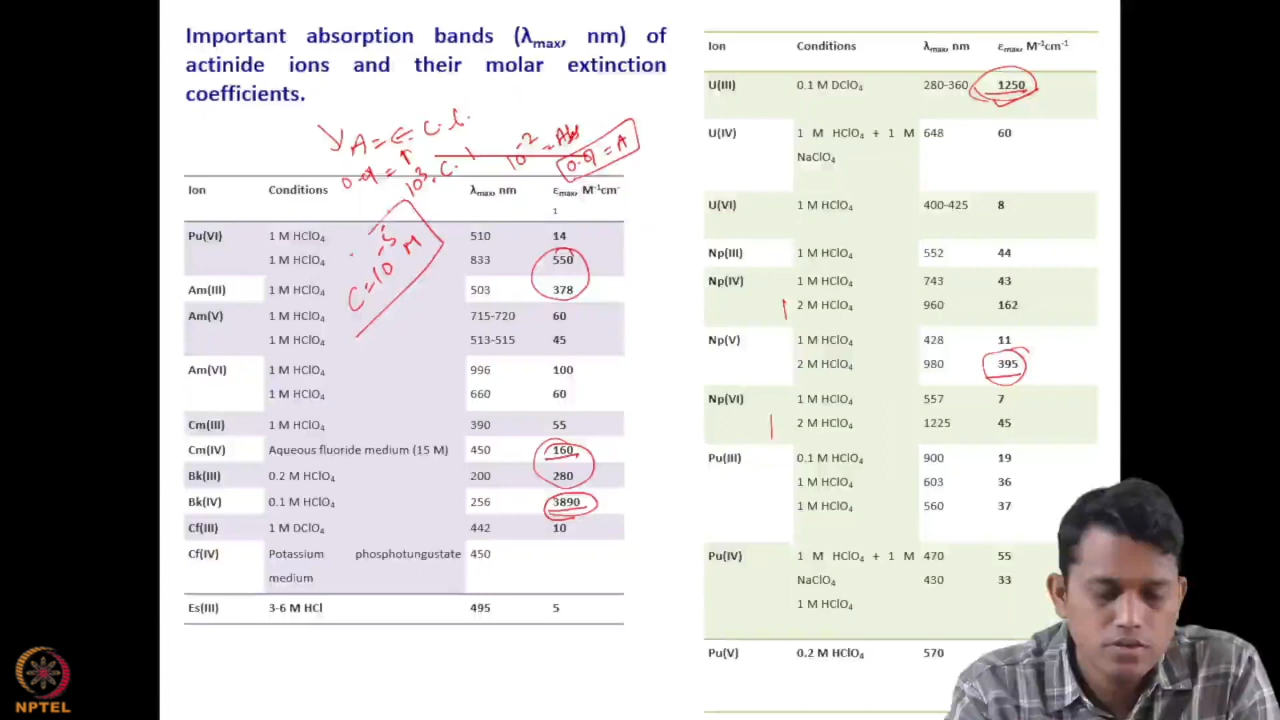 Important absorption bands (λmax, nm) of
actinide ions and their molar extinction
coefficients.
A = ε c. l.
10⁻² = Abs
0.01 = A
10³. C. 1
Ion Conditions λmax, nm εmax, M⁻¹cm⁻
1
Pu(VI) 1 M HClO₄ 510 14
1 M HClO₄ 833 550
Am(III) 1 M HClO₄ 503 378
Am(V) 1 M HClO₄ 715-720 60
1 M HClO₄ 513-515 45
C = 10⁻⁵ M
Am(VI) 1 M HClO₄ 996 100
1 M HClO₄ 660 60
Cm(III) 1 M HClO₄ 390 55
Cm(IV) Aqueous fluoride medium (15 M) 450 160
Bk(III) 0.2 M HClO₄ 200 280
Bk(IV) 0.1 M HClO₄ 256 3890
Cf(III) 1 M DClO₄ 442 10
Cf(IV) Potassium phosphotungustate 450
medium
Es(III) 3-6 M HCl 495 5
Ion Conditions λmax, nm εmax, M⁻¹cm⁻¹
U(III) 0.1 M DClO₄ 280-360 1250
U(IV) 1 M HClO₄ + 1 M 648 60
NaClO₄
U(VI) 1 M HClO₄ 400-425 8
Np(III) 1 M HClO₄ 552 44
Np(IV) 1 M HClO₄ 743 43
2 M HClO₄ 960 162
Np(V) 1 M HClO₄ 428 11
2 M HClO₄ 980 395
Np(VI) 1 M HClO₄ 557 7
2 M HClO₄ 1225 45
Pu(III) 0.1 M HClO₄ 900 19
1 M HClO₄ 603 36
1 M HClO₄ 560 37
Pu(IV) 1 M HClO₄ + 1 M 470 55
NaClO₄ 430 33
1 M HClO₄
Pu(V) 0.2 M HClO₄ 570
NPTEL